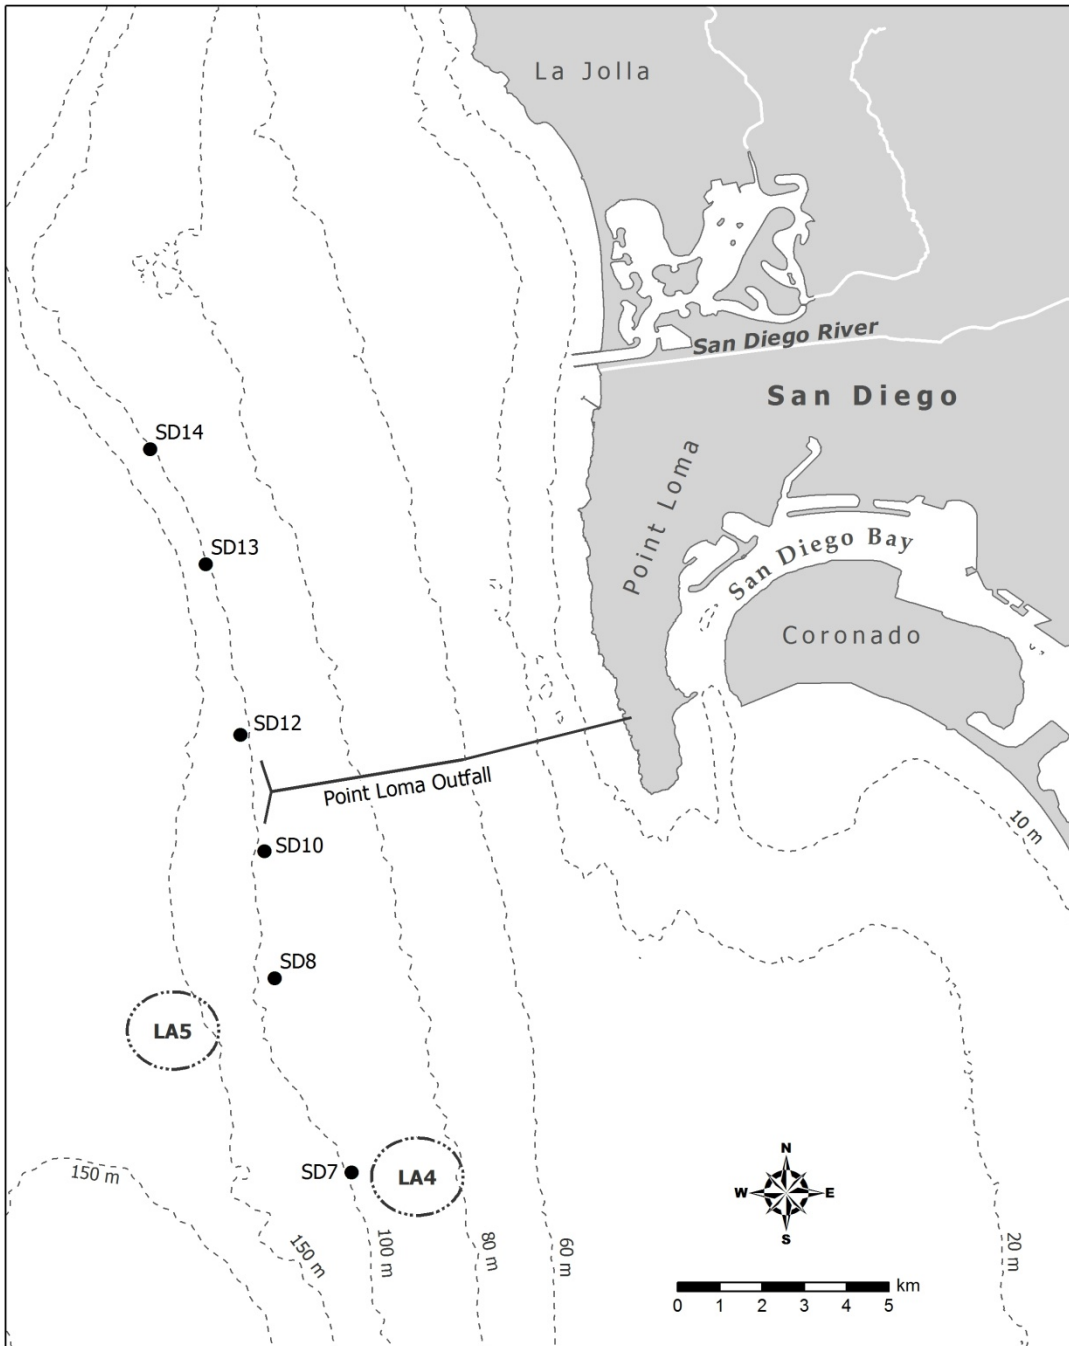 La Jolla
San Diego River
San Diego
SD14
Point Loma
San Diego Bay
SD13
Coronado
SD12
Point Loma Outfall
10 m
SD10
SD8
LA5
N
W E
S
150 m
SD7
LA4
150 m
100 m
80 m
60 m
20 m
km
0 1 2 3 4 5